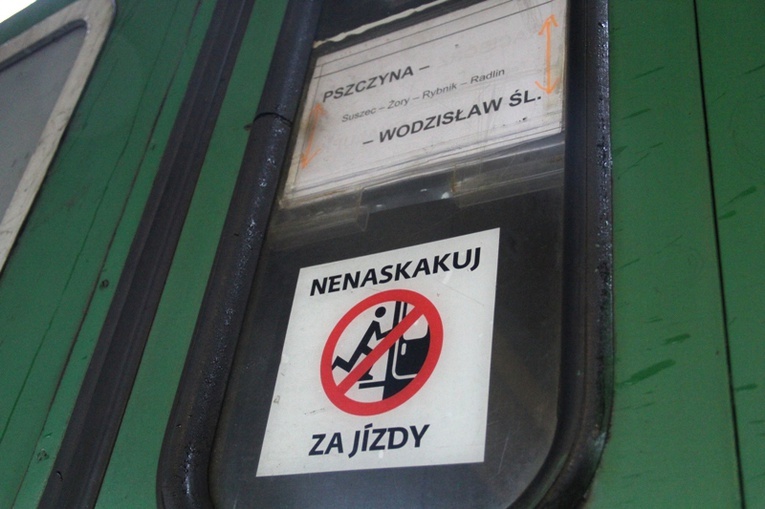 PSZCZYNA –
Suszec – Żory – Rybnik – Radlin
– WODZISŁAW ŚL.
NENASKAKUJ
ZA JÍZDY